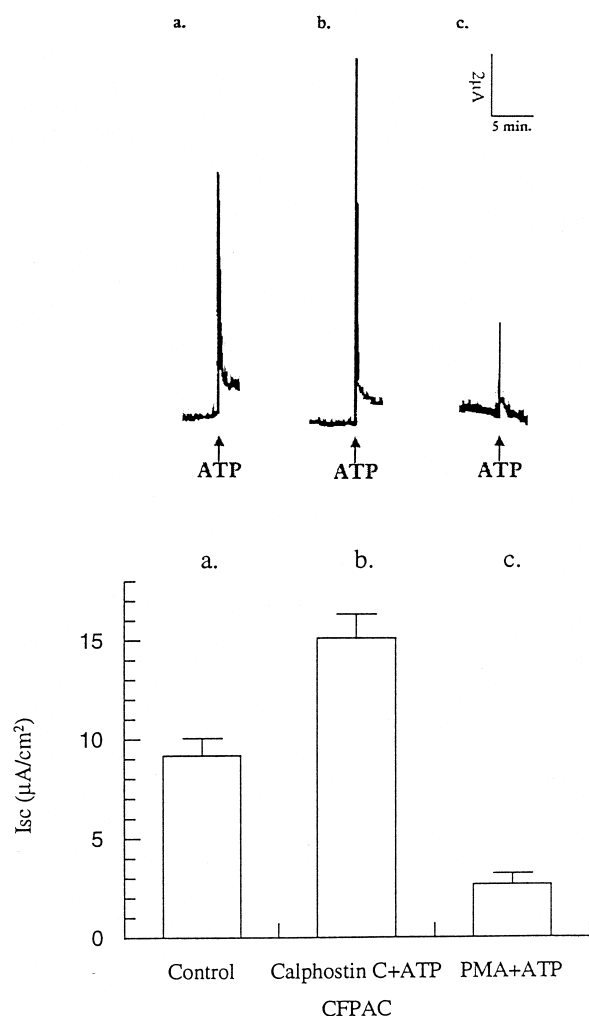 a. b. c.
2µA
5 min.
ATP ATP ATP
a. b. c.
15
10
5
0
Isc (µA/cm²)
Control Calphostin C+ATP PMA+ATP
CFPAC